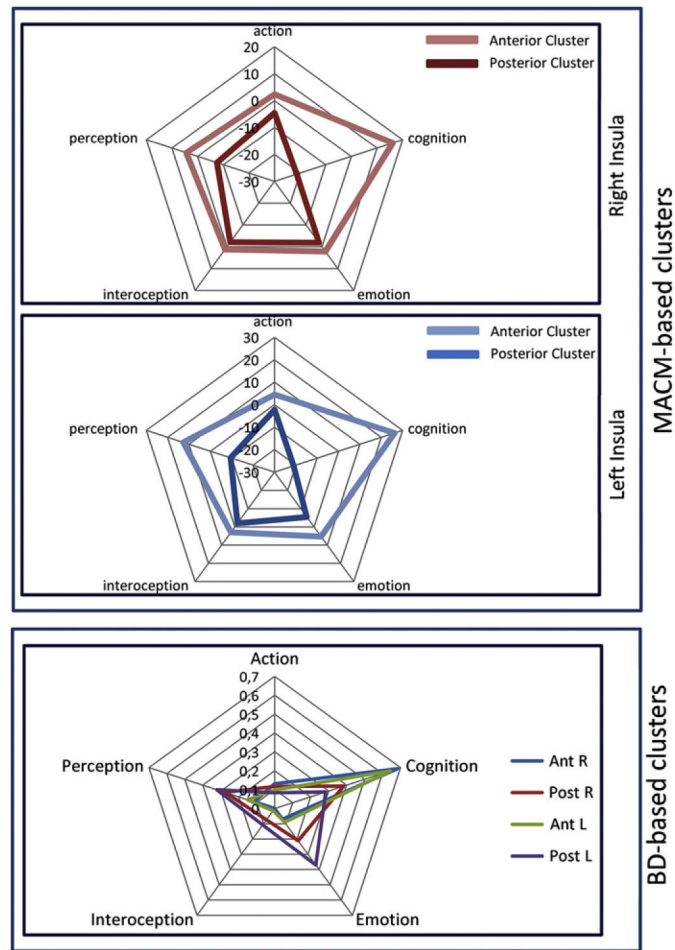 action
20
10
0
-10
-20
-30
perception
cognition
interoception
emotion
Anterior Cluster
Posterior Cluster
Right Insula
action
30
20
10
0
-10
-20
-30
perception
cognition
interoception
emotion
Anterior Cluster
Posterior Cluster
Left Insula
MACM-based clusters
Action
0,7
0,6
0,5
0,4
0,3
0,2
0,1
0
Perception
Cognition
Interoception
Emotion
Ant R
Post R
Ant L
Post L
BD-based clusters